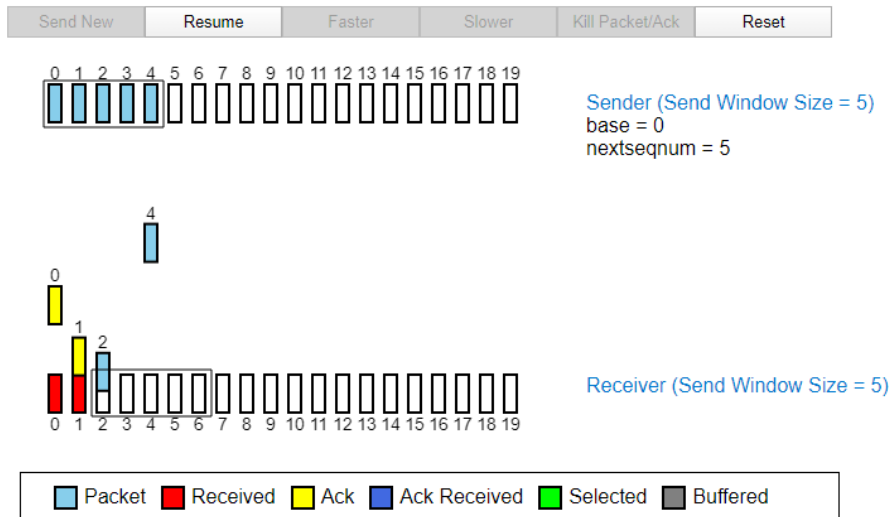 Send New Resume Faster Slower Kill Packet/Ack Reset
0 1 2 3 4 5 6 7 8 9 10 11 12 13 14 15 16 17 18 19
Sender (Send Window Size = 5)
base = 0
nextseqnum = 5
4
0
1
2
Receiver (Send Window Size = 5)
0 1 2 3 4 5 6 7 8 9 10 11 12 13 14 15 16 17 18 19
Packet Received Ack Ack Received Selected Buffered